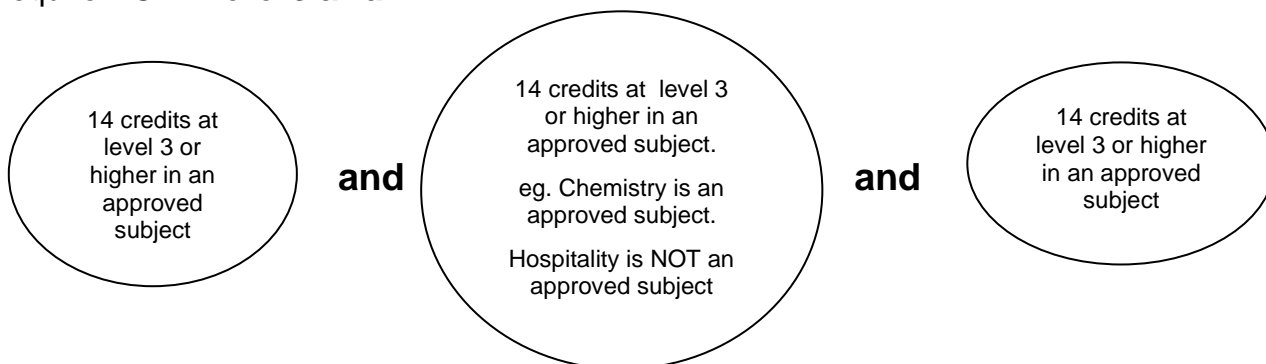 14 credits at
level 3 or
higher in an
approved
subject
and
14 credits at level 3
or higher in an
approved subject.
eg. Chemistry is an
approved subject.
Hospitality is NOT an
approved subject
and
14 credits at
level 3 or higher
in an approved
subject